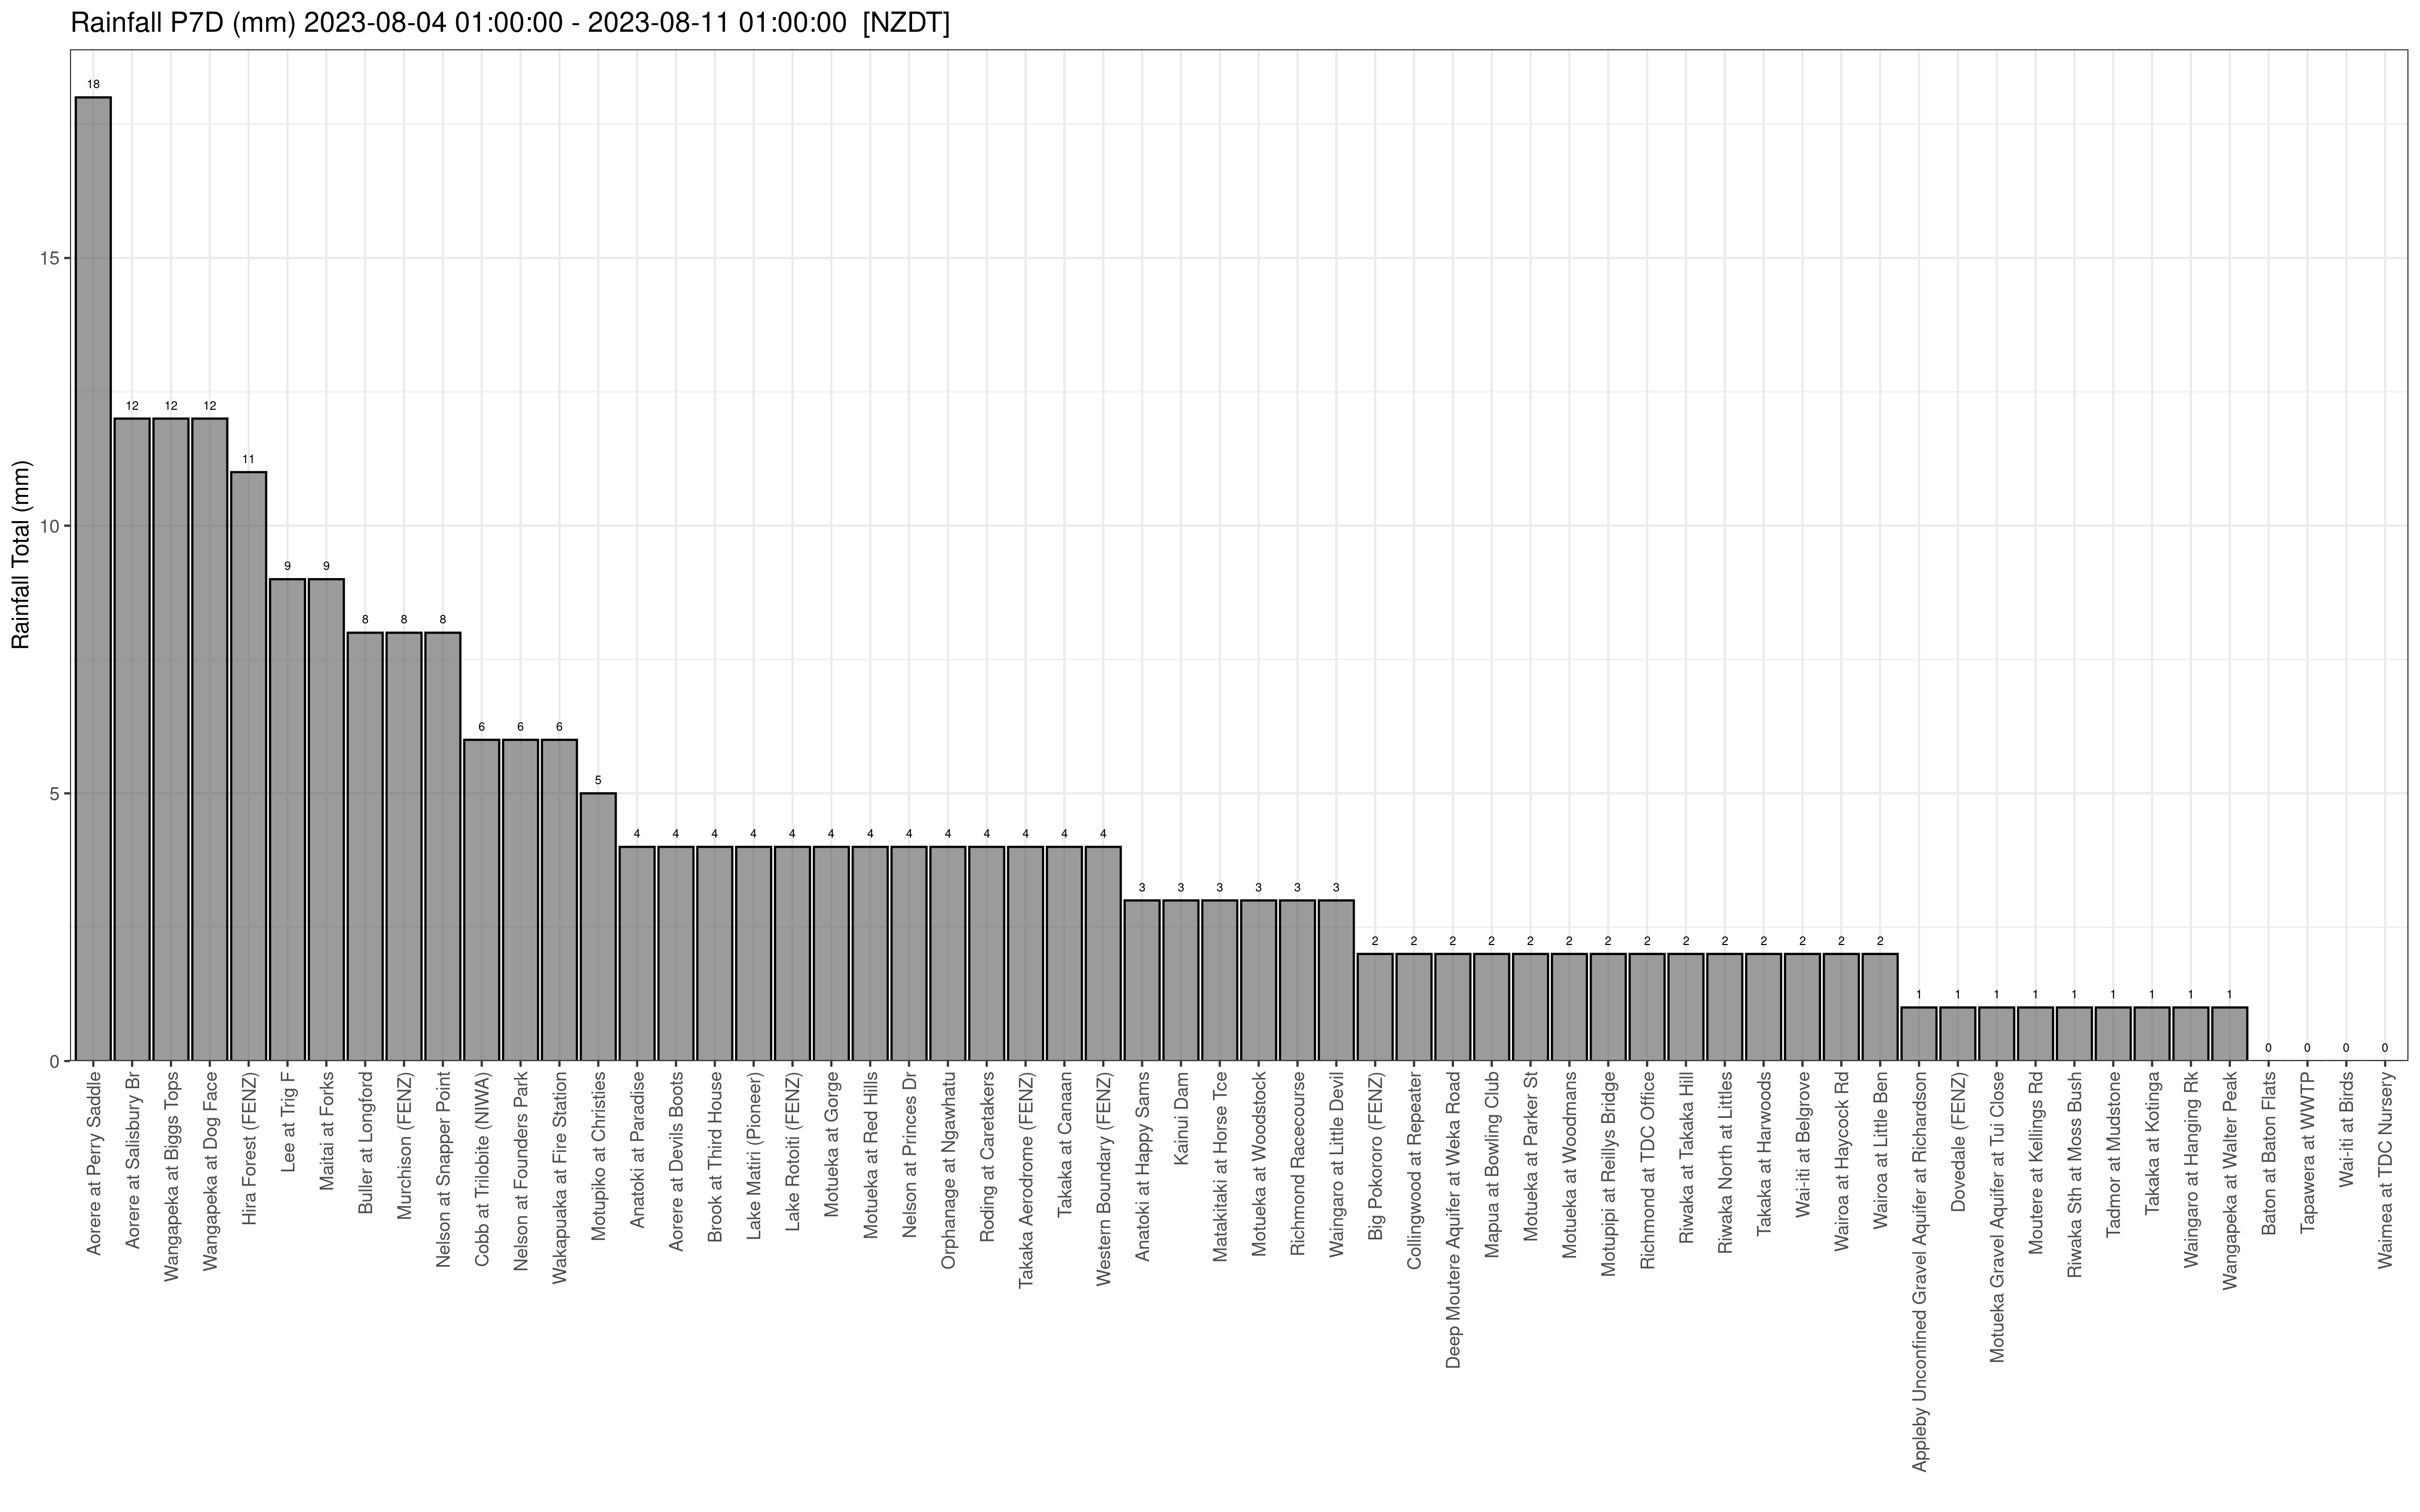 Rainfall P7D (mm) 2023-08-04 01:00:00 - 2023-08-11 01:00:00 [NZDT]
Rainfall Total (mm)
15
10
5
0
18
12
12
12
11
9
9
8
8
8
6
6
6
5
4
4
4
4
4
4
4
4
4
4
4
4
4
3
3
3
3
3
3
2
2
2
2
2
2
2
2
2
2
2
2
2
2
1
1
1
1
1
1
1
1
1
0
0
0
0
Aorere at Perry Saddle
Aorere at Salisbury Br
Wangapeka at Biggs Tops
Wangapeka at Dog Face
Hira Forest (FENZ)
Lee at Trig F
Maitai at Forks
Buller at Longford
Murchison (FENZ)
Nelson at Snapper Point
Cobb at Trilobite (NIWA)
Nelson at Founders Park
Wakapuaka at Fire Station
Motupiko at Christies
Anatoki at Paradise
Aorere at Devils Boots
Brook at Third House
Lake Matiri (Pioneer)
Lake Rotoiti (FENZ)
Motueka at Gorge
Motueka at Red Hills
Nelson at Princes Dr
Orphanage at Ngawhatu
Roding at Caretakers
Takaka Aerodrome (FENZ)
Takaka at Canaan
Western Boundary (FENZ)
Anatoki at Happy Sams
Kainui Dam
Matakitaki at Horse Tce
Motueka at Woodstock
Richmond Racecourse
Waingaro at Little Devil
Big Pokororo (FENZ)
Collingwood at Repeater
Deep Moutere Aquifer at Weka Road
Mapua at Bowling Club
Motueka at Parker St
Motueka at Woodmans
Motupipi at Reillys Bridge
Richmond at TDC Office
Riwaka at Takaka Hill
Riwaka North at Littles
Takaka at Harwoods
Wai-iti at Belgrove
Wairoa at Haycock Rd
Wairoa at Little Ben
Appleby Unconfined Gravel Aquifer at Richardson
Dovedale (FENZ)
Motueka Gravel Aquifer at Tui Close
Moutere at Kellings Rd
Riwaka Sth at Moss Bush
Tadmor at Mudstone
Takaka at Kotinga
Waingaro at Hanging Rk
Wangapeka at Walter Peak
Baton at Baton Flats
Tapawera at WWTP
Wai-iti at Birds
Waimea at TDC Nursery